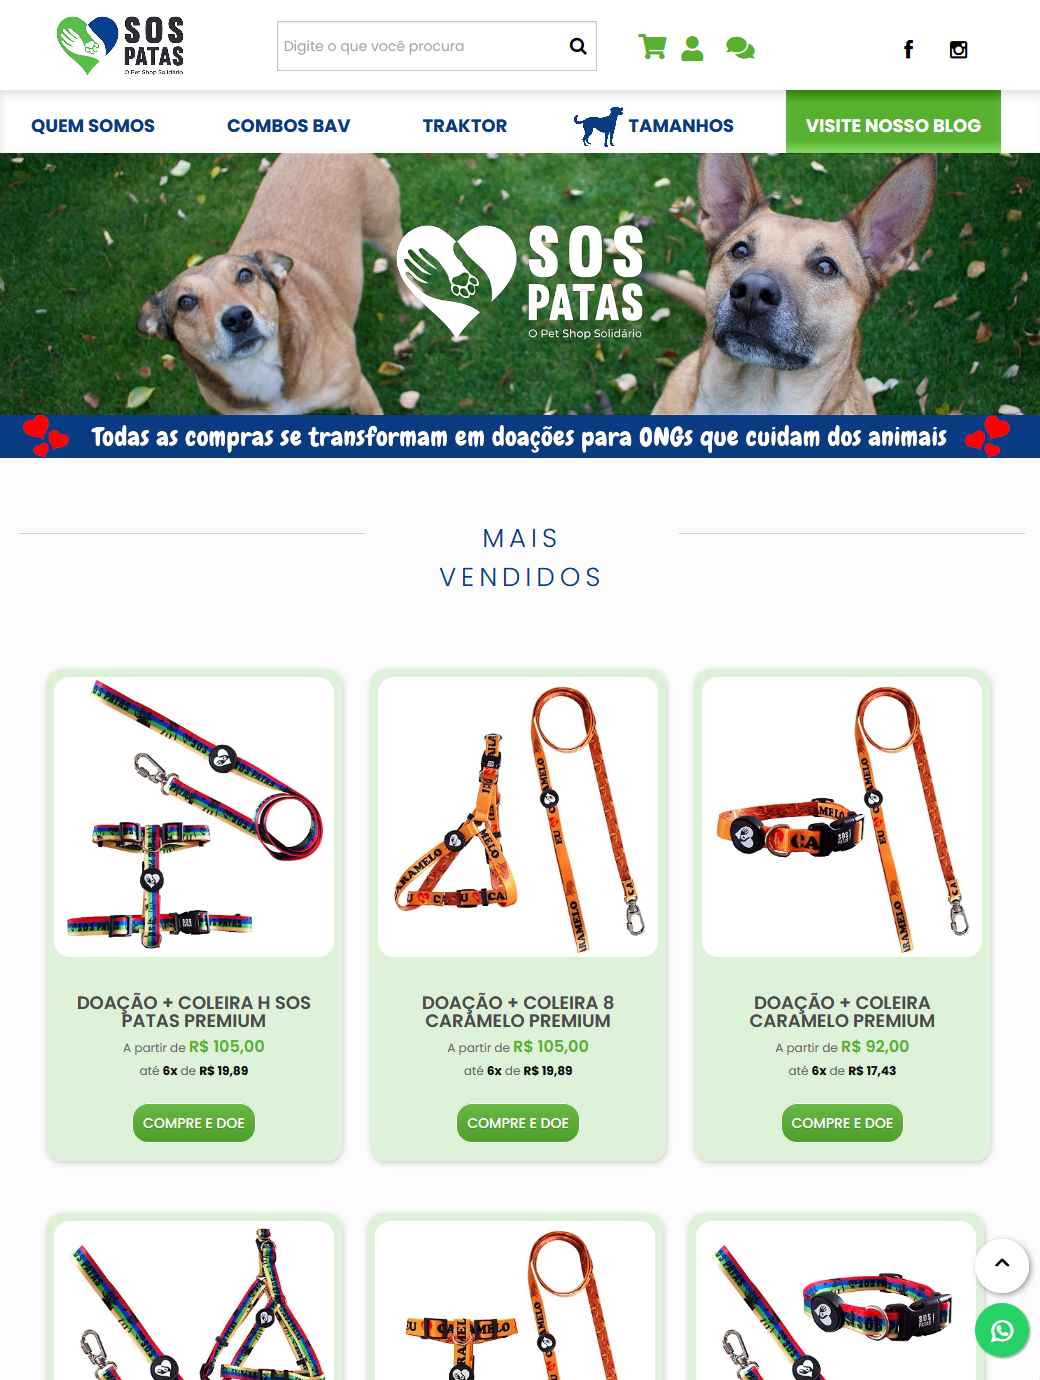 SOS
PATAS
O Pet Shop Solidário
Digite o que você procura
QUEM SOMOS
COMBOS BAV
TRAKTOR
TAMANHOS
VISITE NOSSO BLOG
SOS
PATAS
O Pet Shop Solidário
Todas as compras se transformam em doações para ONGs que cuidam dos animais
MAIS
VENDIDOS
DOAÇÃO + COLEIRA H SOS
PATAS PREMIUM
A partir de R$ 105,00
até 6x de R$ 19,89
COMPRE E DOE
DOAÇÃO + COLEIRA 8
CARAMELO PREMIUM
A partir de R$ 105,00
até 6x de R$ 19,89
COMPRE E DOE
DOAÇÃO + COLEIRA
CARAMELO PREMIUM
A partir de R$ 92,00
até 6x de R$ 17,43
COMPRE E DOE